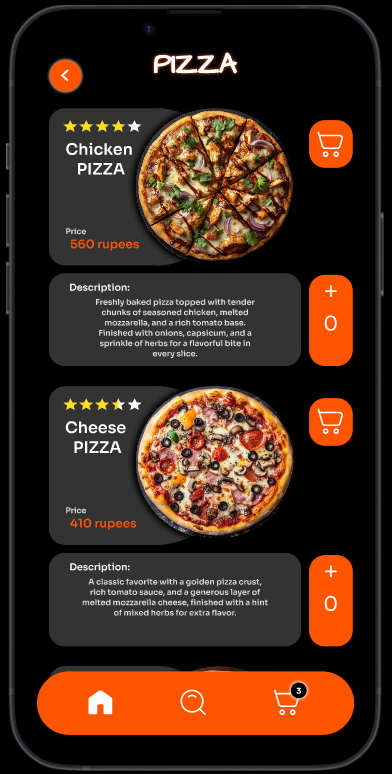 PIZZA
Chicken
PIZZA
Price
560 rupees
Description:
Freshly baked pizza topped with tender
chunks of seasoned chicken, melted
mozzarella, and a rich tomato base.
Finished with onions, capsicum, and a
sprinkle of herbs for a flavorful bite in
every slice.
+
0
Cheese
PIZZA
Price
410 rupees
Description:
A classic favorite with a golden pizza crust,
rich tomato sauce, and a generous layer of
melted mozzarella cheese, finished with a hint
of mixed herbs for extra flavor.
+
0
3